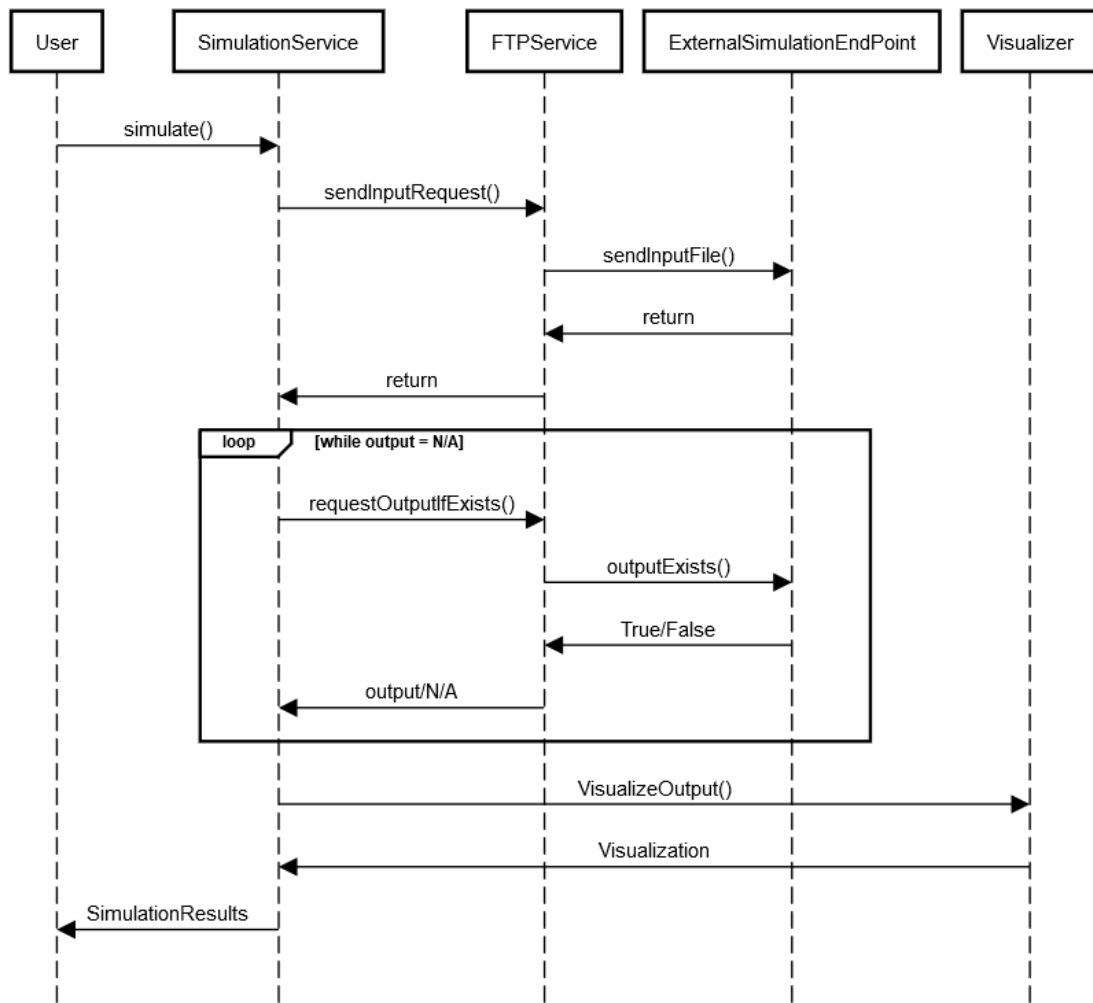 User
SimulationService
FTPService
ExternalSimulationEndPoint
Visualizer
simulate()
sendInputRequest()
sendInputFile()
return
return
loop
[while output = N/A]
requestOutputIfExists()
outputExists()
True/False
output/N/A
VisualizeOutput()
Visualization
SimulationResults